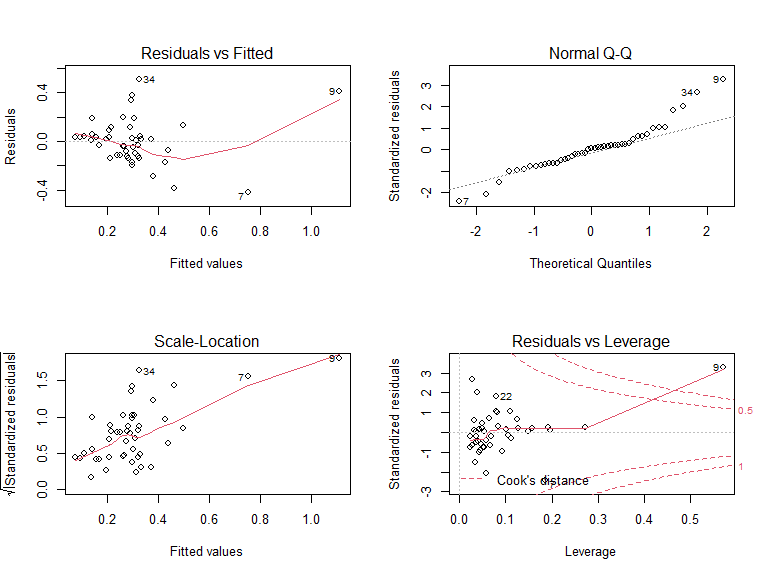 Residuals vs Fitted
Residuals
0.4
0.0
-0.4
34
9
7
0.2 0.4 0.6 0.8 1.0
Fitted values
Normal Q-Q
Standardized residuals
3
2
1
0
-2
9
34
7
-2 -1 0 1 2
Theoretical Quantiles
Scale-Location
√|Standardized residuals|
1.5
1.0
0.5
0.0
34
7
9
0.2 0.4 0.6 0.8 1.0
Fitted values
Residuals vs Leverage
Standardized residuals
3
1
-1
-3
9
22
0.5
1
Cook's distance
0.0 0.1 0.2 0.3 0.4 0.5
Leverage